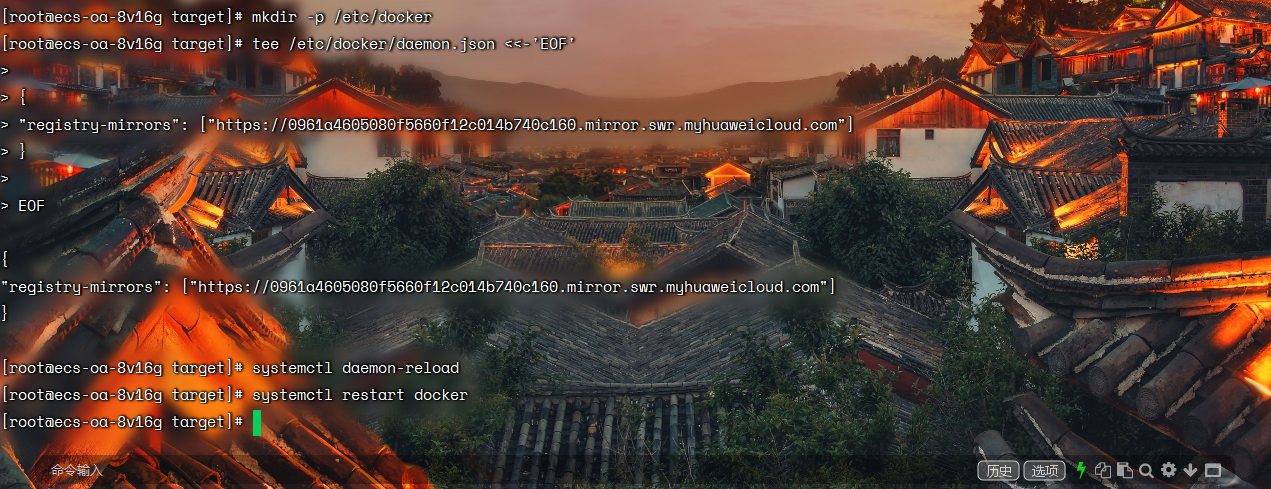 [root@ecs-oa-8v16g target]# mkdir -p /etc/docker
[root@ecs-oa-8v16g target]# tee /etc/docker/daemon.json <<-'EOF'
>
> {
> "registry-mirrors": ["https://0961a4605080f5660f12c014b740c160.mirror.swr.myhuaweicloud.com"]
> }
>
> EOF
{
"registry-mirrors": ["https://0961a4605080f5660f12c014b740c160.mirror.swr.myhuaweicloud.com"]
}
[root@ecs-oa-8v16g target]# systemctl daemon-reload
[root@ecs-oa-8v16g target]# systemctl restart docker
[root@ecs-oa-8v16g target]#
命令输入 历史 选项